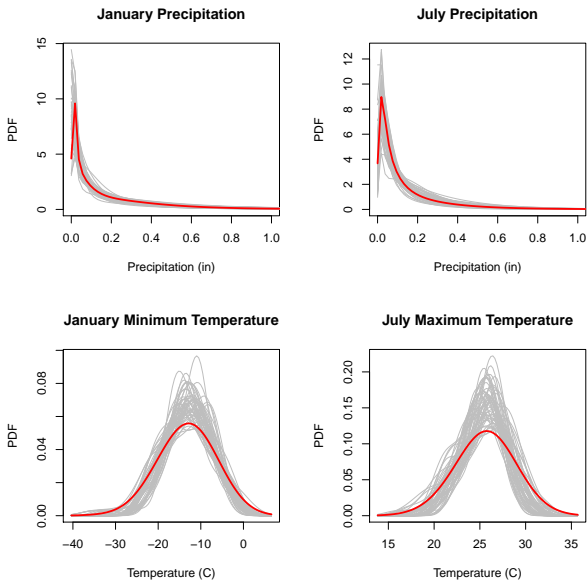 January Precipitation
PDF
15
10
5
0
0.0 0.2 0.4 0.6 0.8 1.0
Precipitation (in)
July Precipitation
PDF
12
10
8
6
4
2
0
0.0 0.2 0.4 0.6 0.8 1.0
Precipitation (in)
January Minimum Temperature
PDF
0.08
0.04
0.00
−40 −30 −20 −10 0
Temperature (C)
July Maximum Temperature
PDF
0.20
0.15
0.10
0.05
0.00
15 20 25 30 35
Temperature (C)